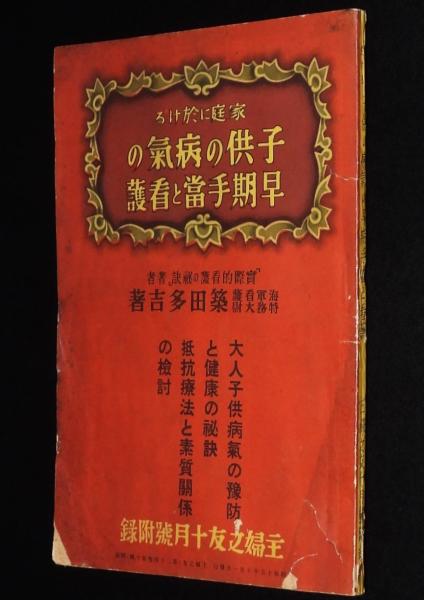 家庭に於ける
子供の病氣の
早期手當と看護
『實際的看護の祕訣』著者
海軍特務看護大尉 築田多吉著
大人子供病氣の豫防
と健康の祕訣
抵抗療法と素質關係
の檢討
主婦之友十月號附録